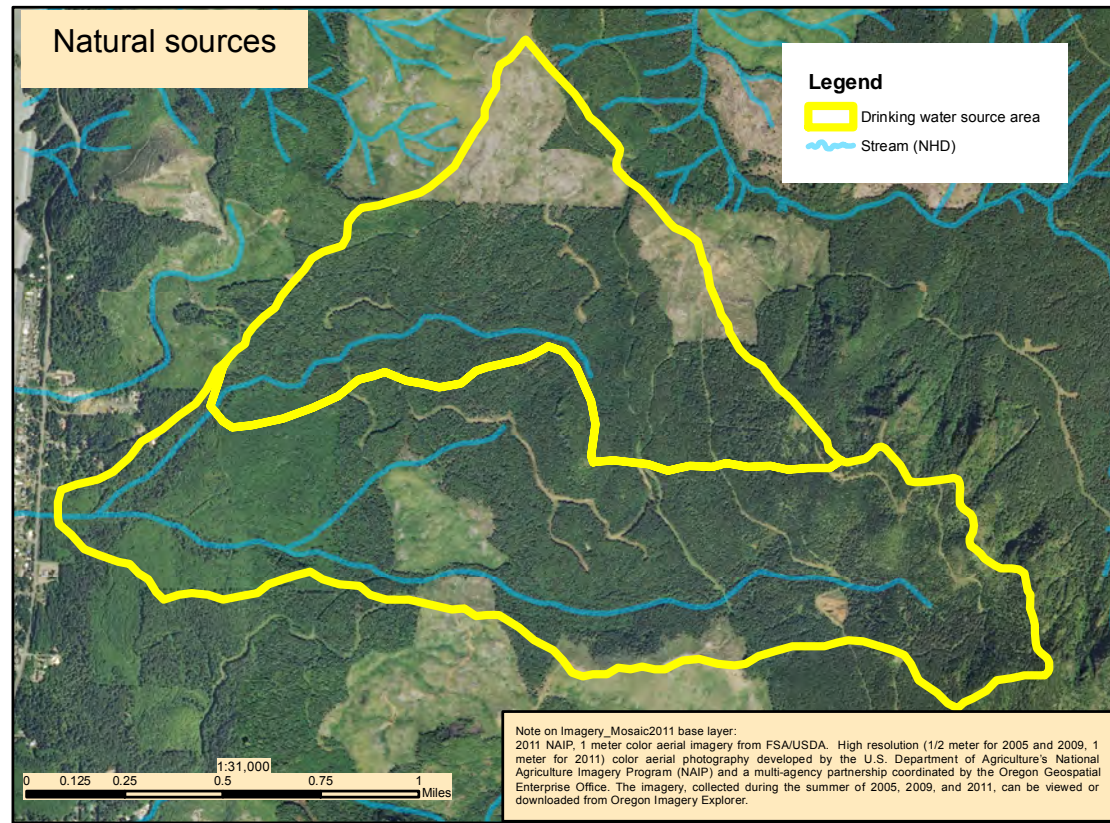 Natural sources
Legend
Drinking water source area
Stream (NHD)
1:31,000
0 0.125 0.25 0.5 0.75 1
Miles
Note on Imagery_Mosaic2011 base layer:
2011 NAIP, 1 meter color aerial imagery from FSA/USDA. High resolution (1/2 meter for 2005 and 2009, 1
meter for 2011) color aerial photography developed by the U.S. Department of Agriculture's National
Agriculture Imagery Program (NAIP) and a multi-agency partnership coordinated by the Oregon Geospatial
Enterprise Office. The imagery, collected during the summer of 2005, 2009, and 2011, can be viewed or
downloaded from Oregon Imagery Explorer.